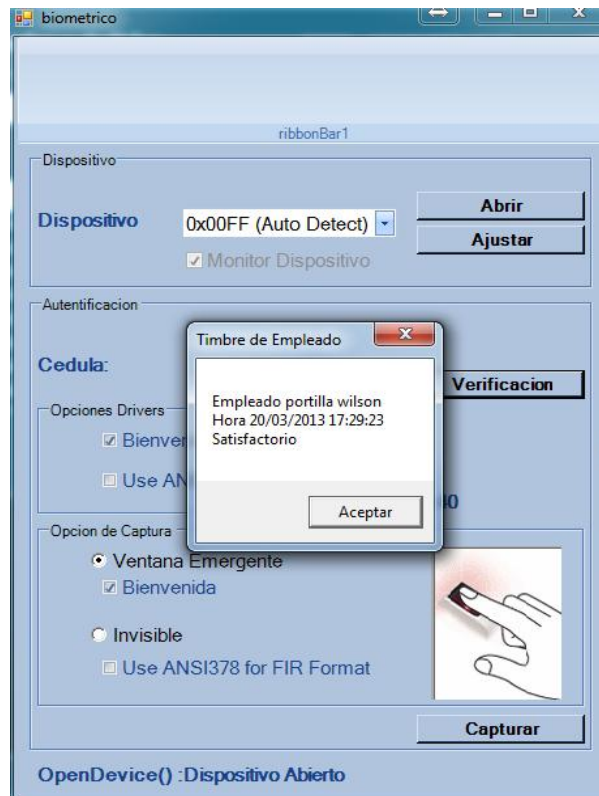 biometrico
ribbonBar1
Dispositivo
Dispositivo
0x00FF (Auto Detect)
Abrir
Ajustar
Monitor Dispositivo
Autentificacion
Timbre de Empleado
Cedula:
Empleado portilla wilson
Hora 20/03/2013 17:29:23
Satisfactorio
Verificacion
Opciones Drivers
Use
Aceptar
Opcion de Captura
Ventana Emergente
Bienvenida
Invisible
Use ANSI378 for FIR Format
Capturar
OpenDevice() :Dispositivo Abierto